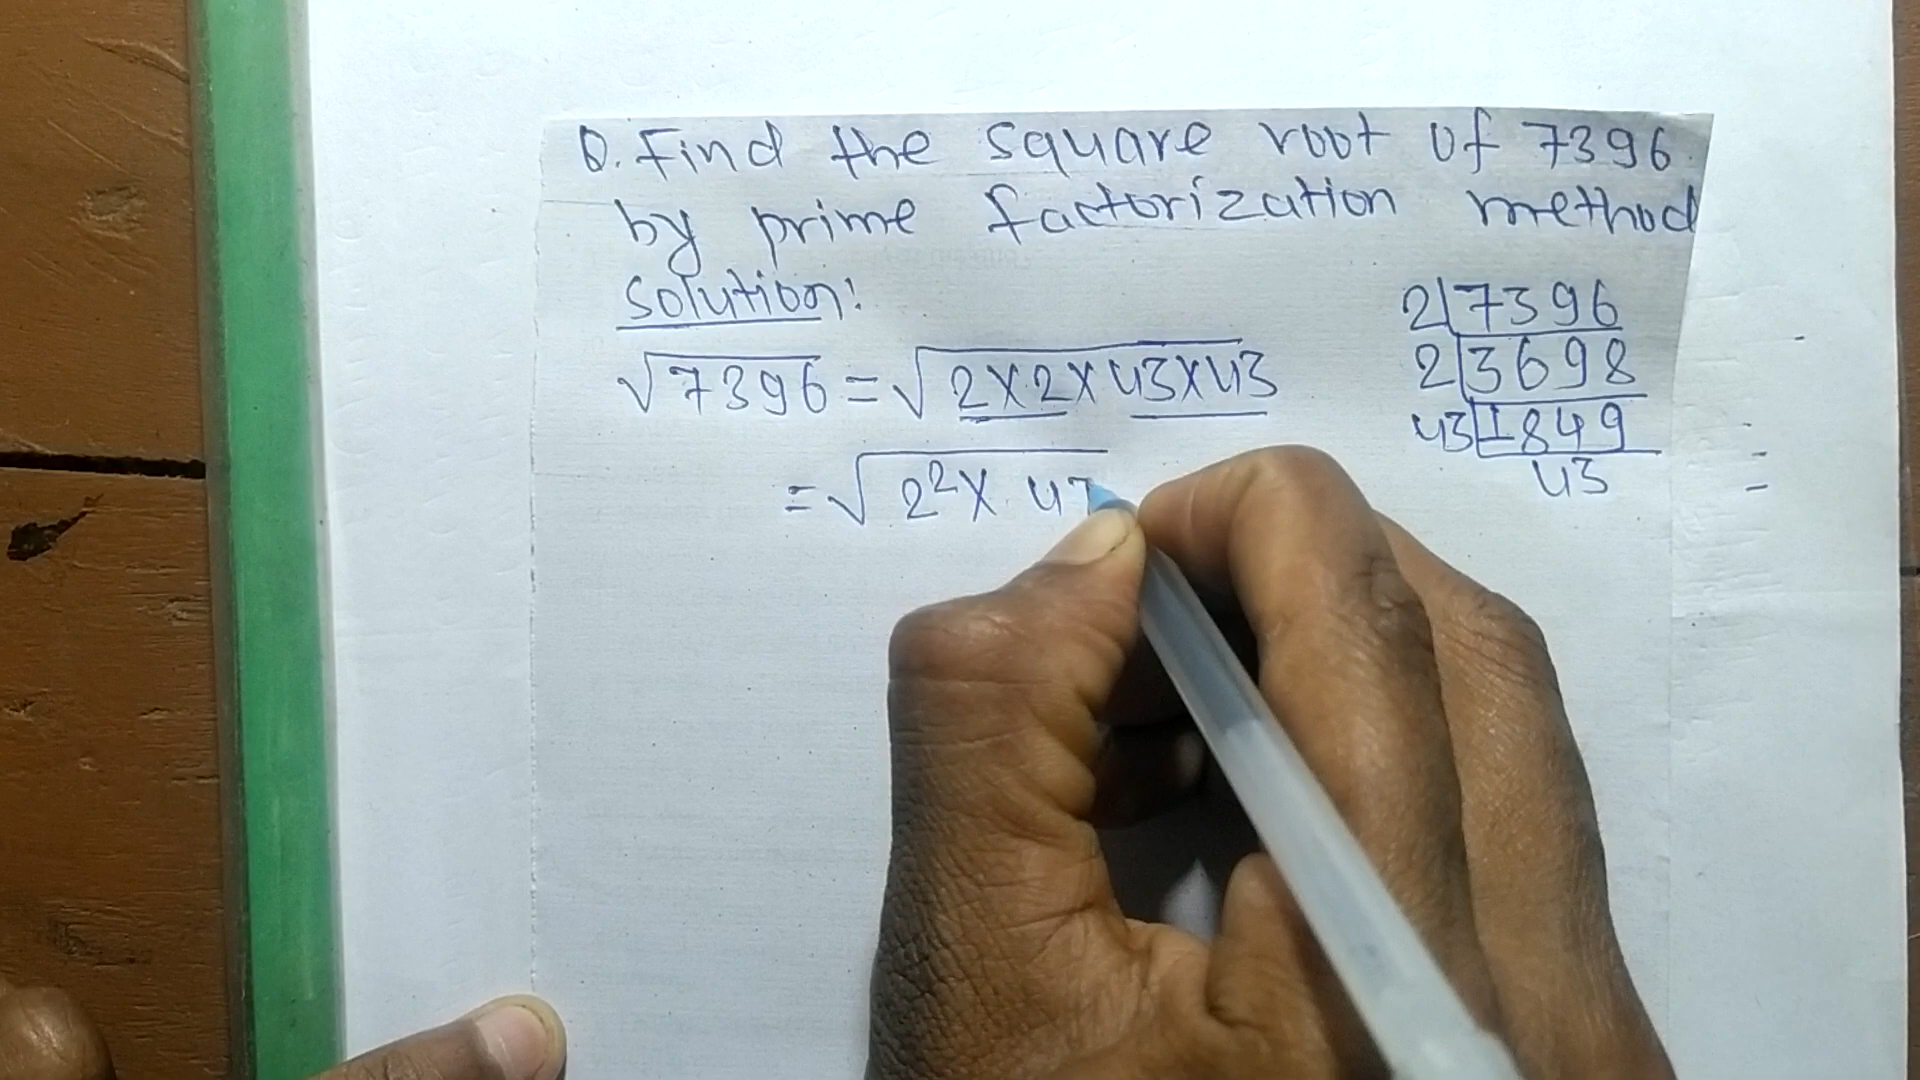 Q. Find the square root of 7396
by prime factorization method
Solution:
√7396 = √2×2×43×43
= √2²× 43
2|7396
2|3698
43|1849
43